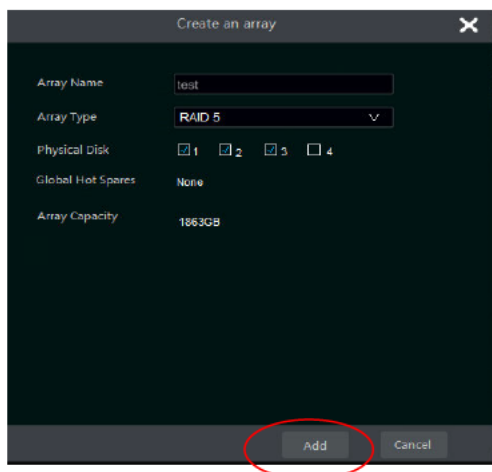 Create an array
Array Name test
Array Type RAID 5
Physical Disk 1 2 3 4
Global Hot Spares None
Array Capacity 1863GB
Add Cancel